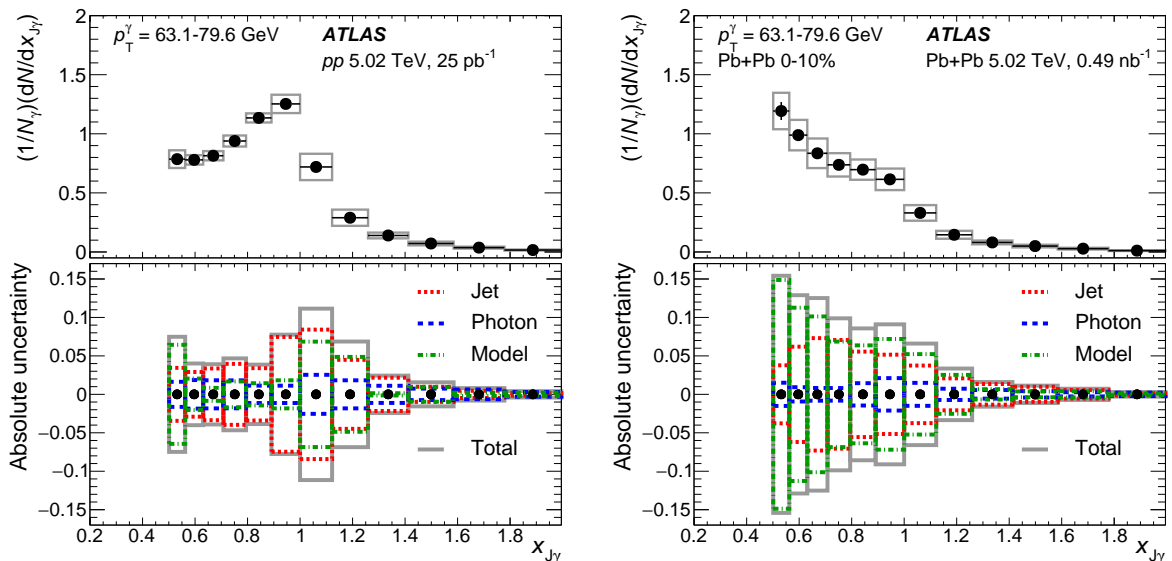 p_T^γ = 63.1-79.6 GeV ATLAS
pp 5.02 TeV, 25 pb⁻¹
(1/N_γ)(dN/dx_Jγ)
2
1.5
1
0.5
0
Absolute uncertainty
0.15
0.1
0.05
0
−0.05
−0.1
−0.15
Jet
Photon
Model
Total
0.2 0.4 0.6 0.8 1 1.2 1.4 1.6 1.8
x_Jγ
p_T^γ = 63.1-79.6 GeV ATLAS
Pb+Pb 0-10% Pb+Pb 5.02 TeV, 0.49 nb⁻¹
(1/N_γ)(dN/dx_Jγ)
2
1.5
1
0.5
0
Absolute uncertainty
0.15
0.1
0.05
0
−0.05
−0.1
−0.15
Jet
Photon
Model
Total
0.2 0.4 0.6 0.8 1 1.2 1.4 1.6 1.8
x_Jγ